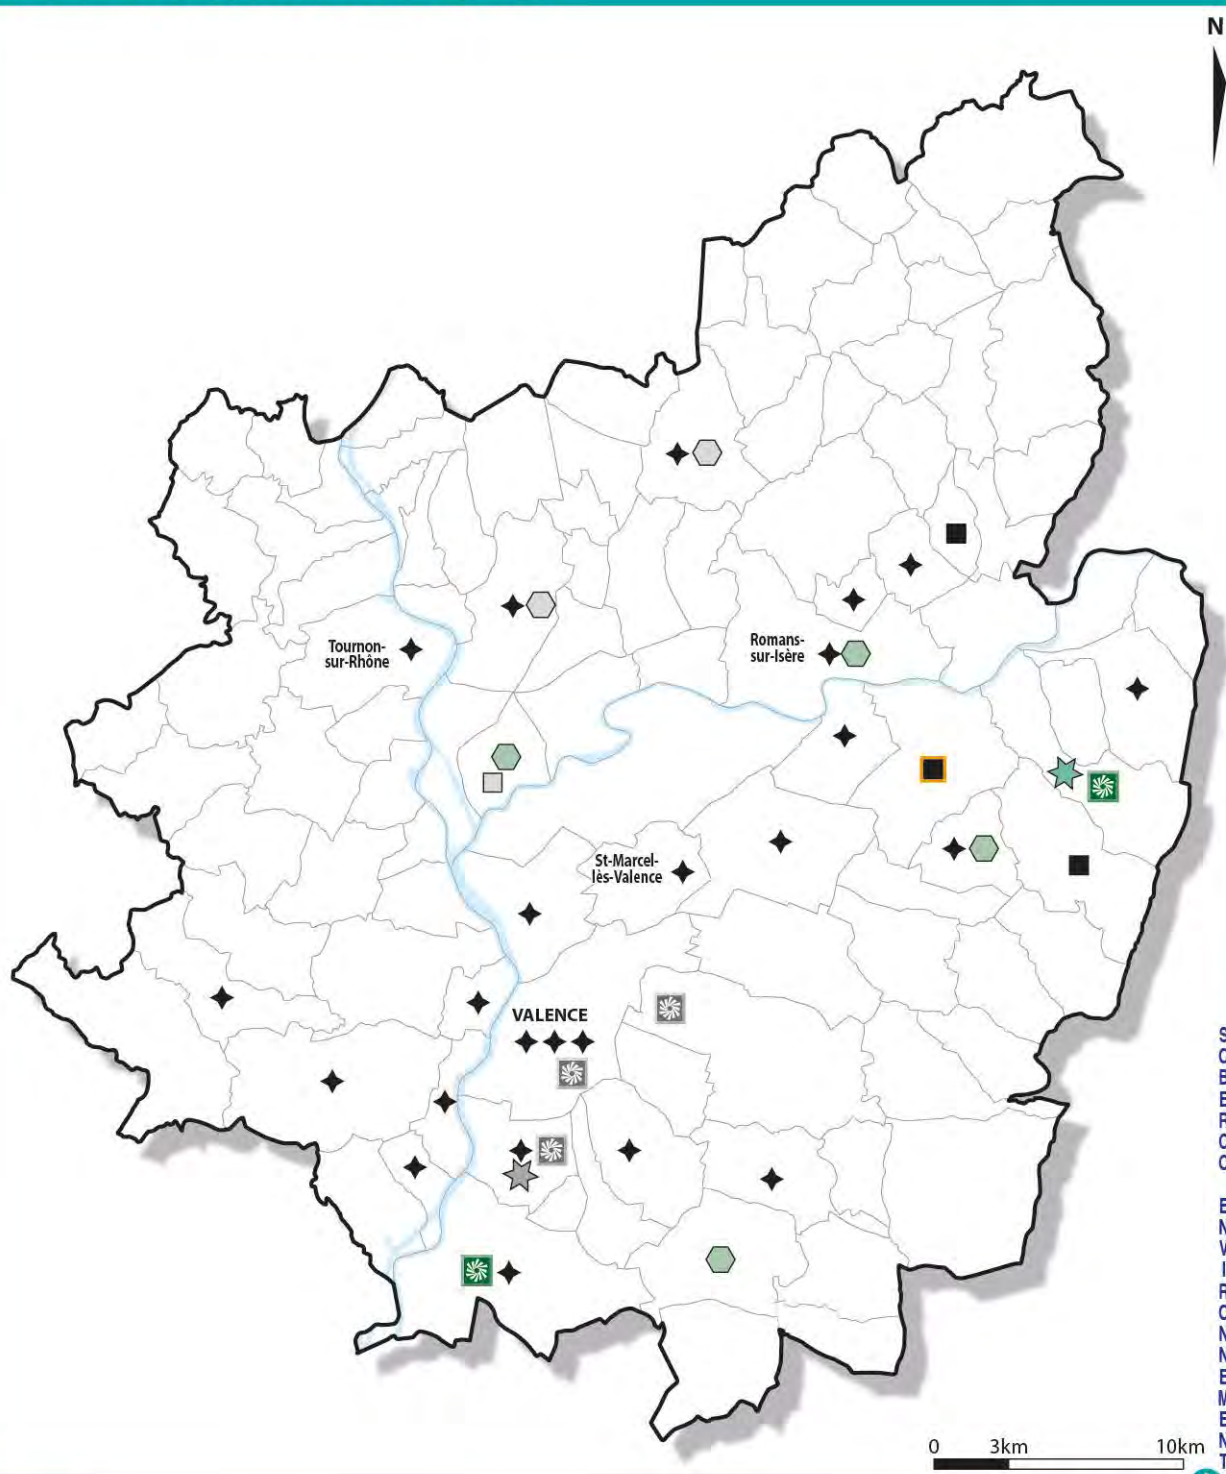 N
Tournon-
sur-Rhône
Romans-
sur-Isère
St-Marcel-
lès-Valence
VALENCE
0 3km 10km